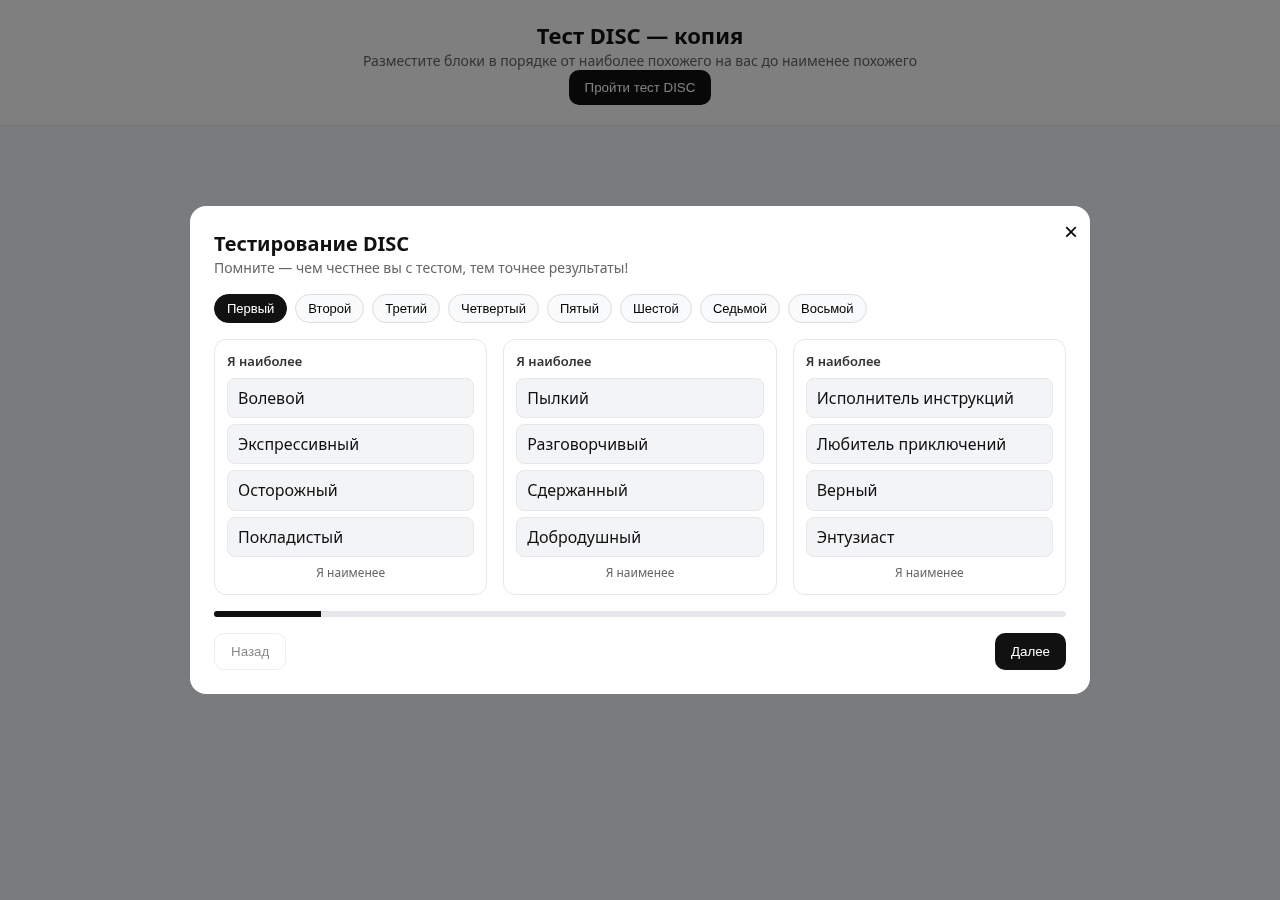 Тест DISC — копия
Разместите блоки в порядке от наиболее похожего на вас до наименее похожего
Пройти тест DISC
Тестирование DISC
✕
Помните — чем честнее вы с тестом, тем точнее результаты!
Первый Второй Третий Четвертый Пятый Шестой Седьмой Восьмой
Я наиболее
Волевой
Экспрессивный
Осторожный
Покладистый
Я наименее
Я наиболее
Пылкий
Разговорчивый
Сдержанный
Добродушный
Я наименее
Я наиболее
Исполнитель инструкций
Любитель приключений
Верный
Энтузиаст
Я наименее
Назад
Далее